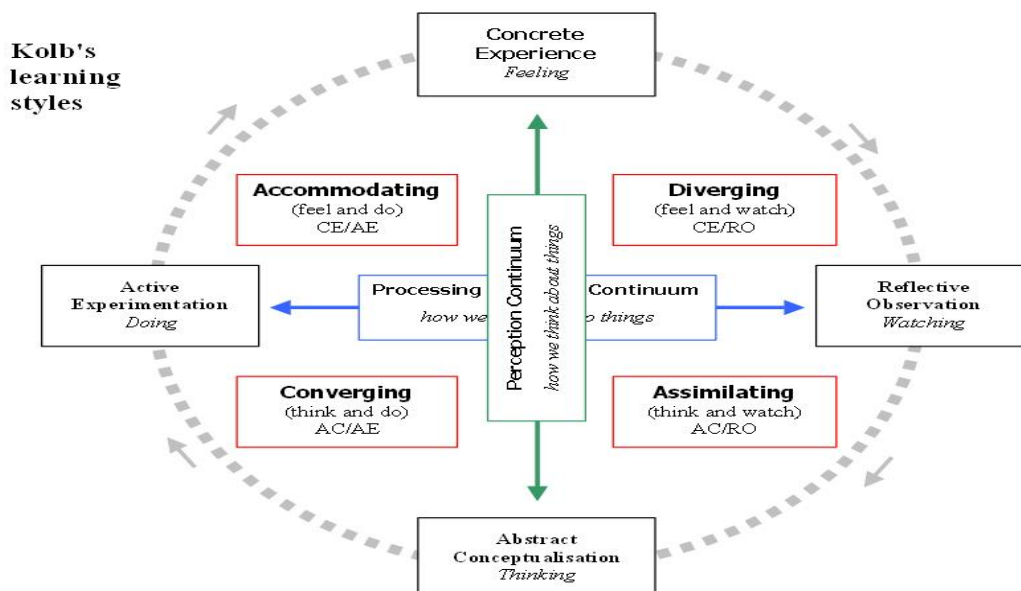 Kolb's
learning
styles
Concrete
Experience
Feeling
Accommodating
(feel and do)
CE/AE
Diverging
(feel and watch)
CE/RO
Active
Experimentation
Doing
Processing Continuum
how we o things
Perception Continuum
how we think about things
Reflective
Observation
Watching
Converging
(think and do)
AC/AE
Assimilating
(think and watch)
AC/RO
Abstract
Conceptualisation
Thinking